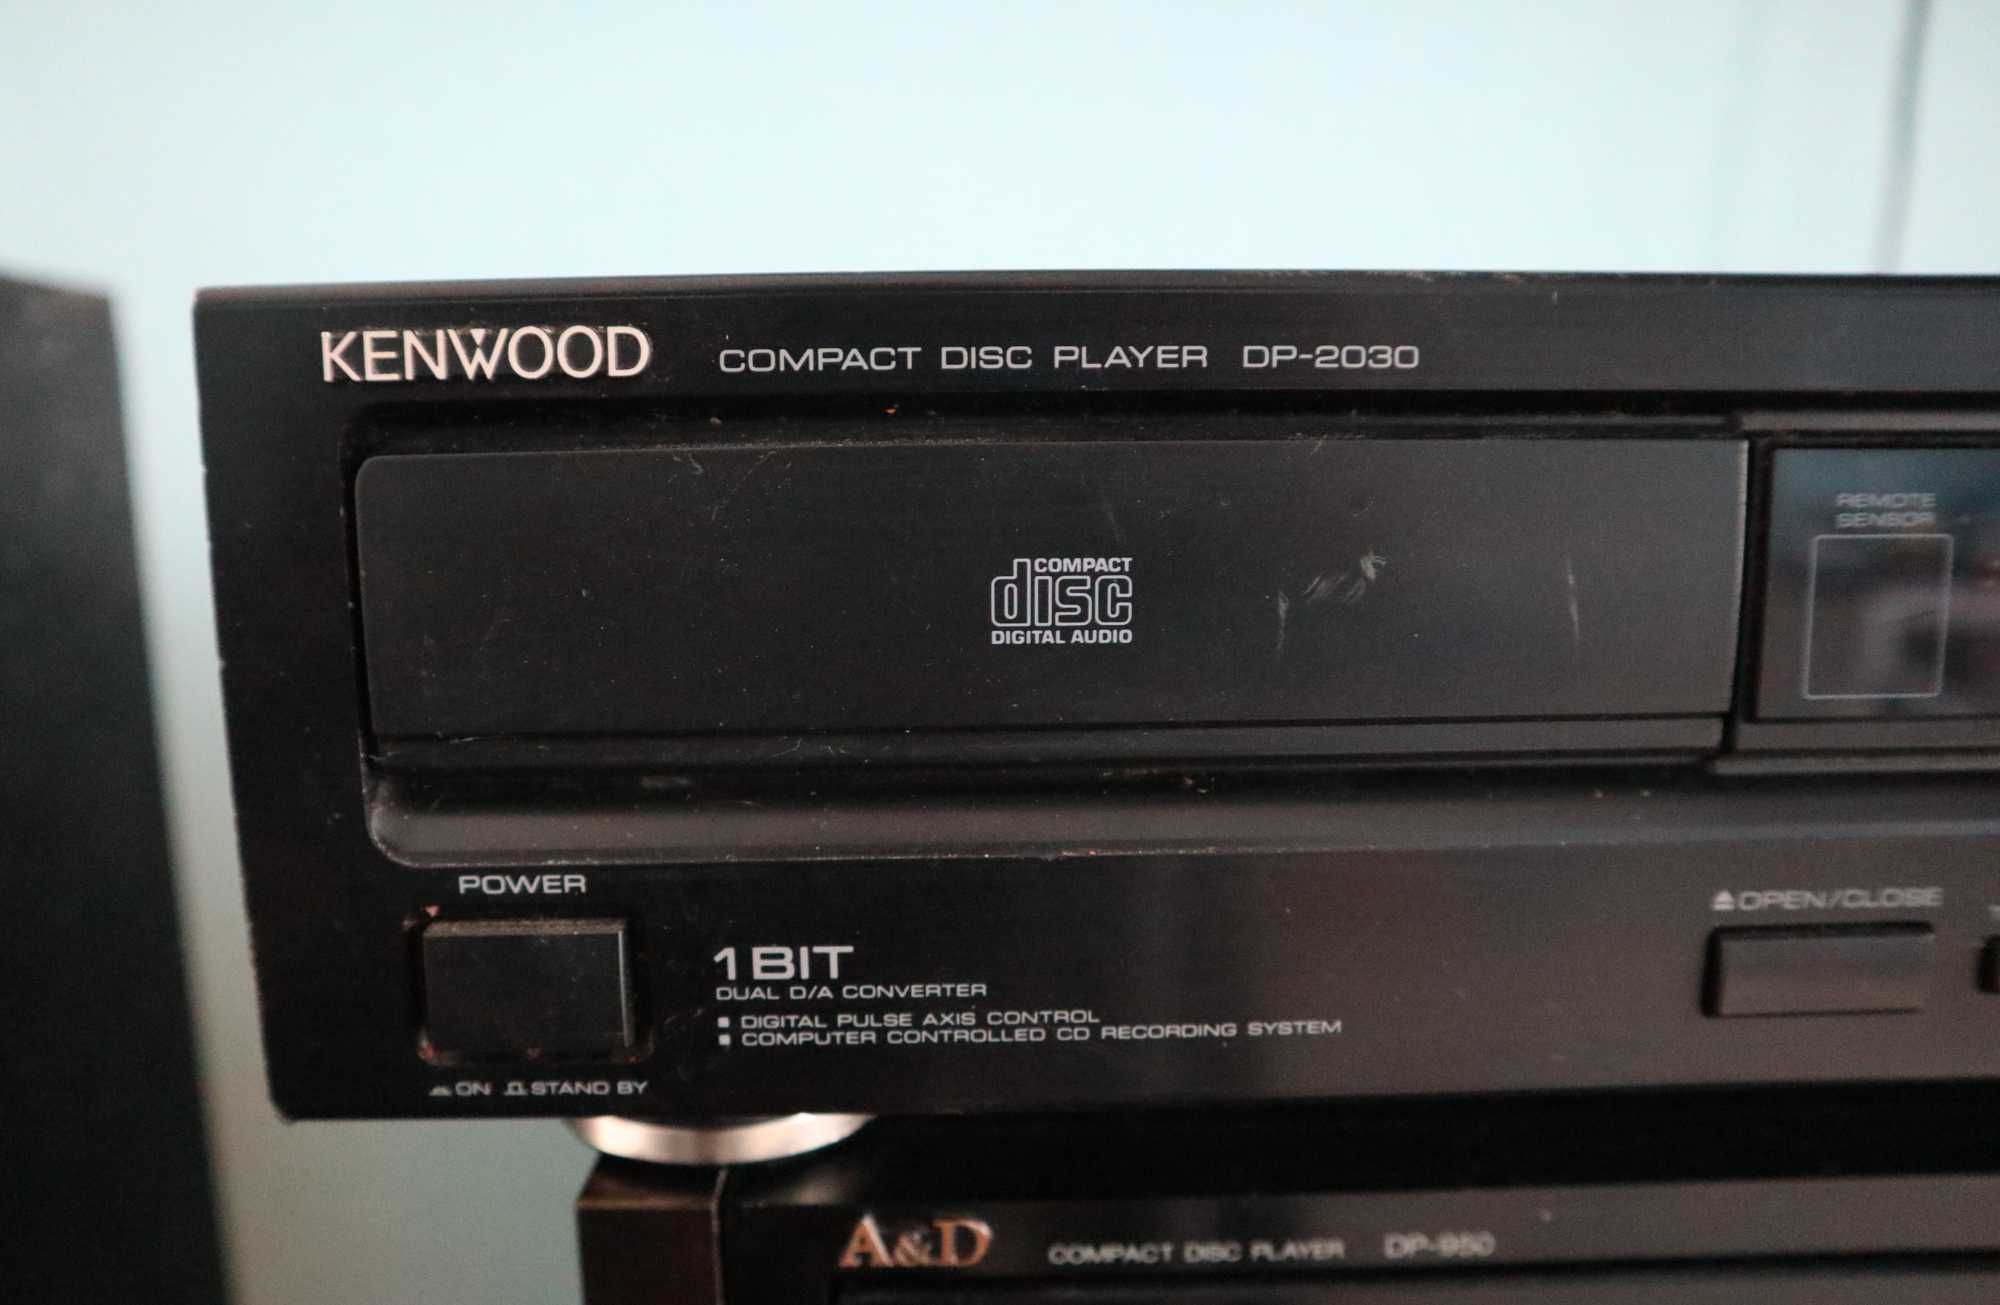 KENWOOD COMPACT DISC PLAYER DP-2030
REMOTE
SENSOR
COMPACT
disc
DIGITAL AUDIO
POWER
ON STAND BY
1 BIT
DUAL D/A CONVERTER
■ DIGITAL PULSE AXIS CONTROL
■ COMPUTER CONTROLLED CD RECORDING SYSTEM
⏏OPEN/CLOSE
A&D COMPACT DISC PLAYER DP-950